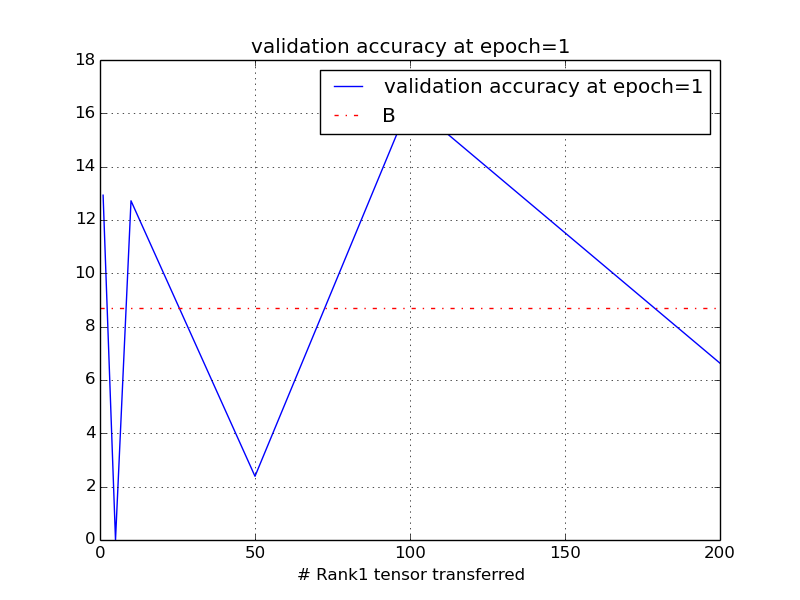 validation accuracy at epoch=1
validation accuracy at epoch=1
B
18
16
14
12
10
8
6
4
2
0
0 50 100 150 200
# Rank1 tensor transferred